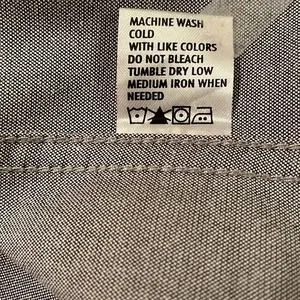 MACHINE WASH
COLD
WITH LIKE COLORS
DO NOT BLEACH
TUMBLE DRY LOW
MEDIUM IRON WHEN
NEEDED